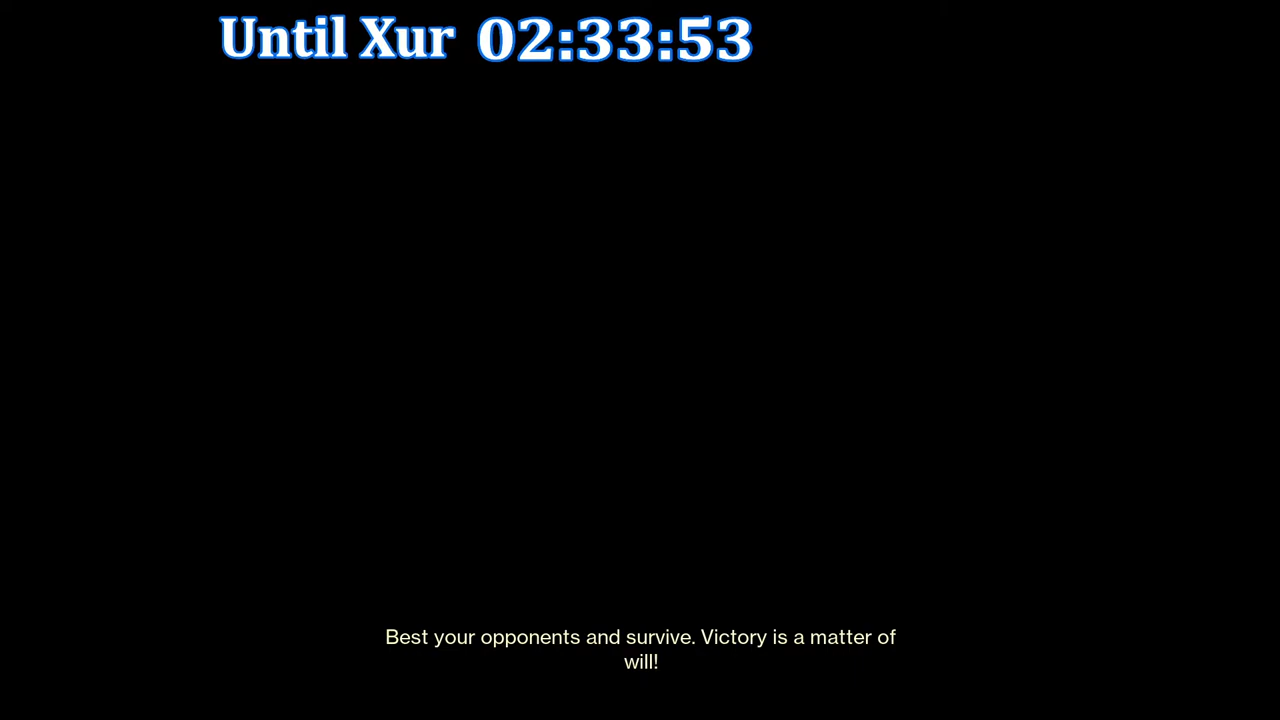 Until Xur 02:33:53
Best your opponents and survive. Victory is a matter of
will!